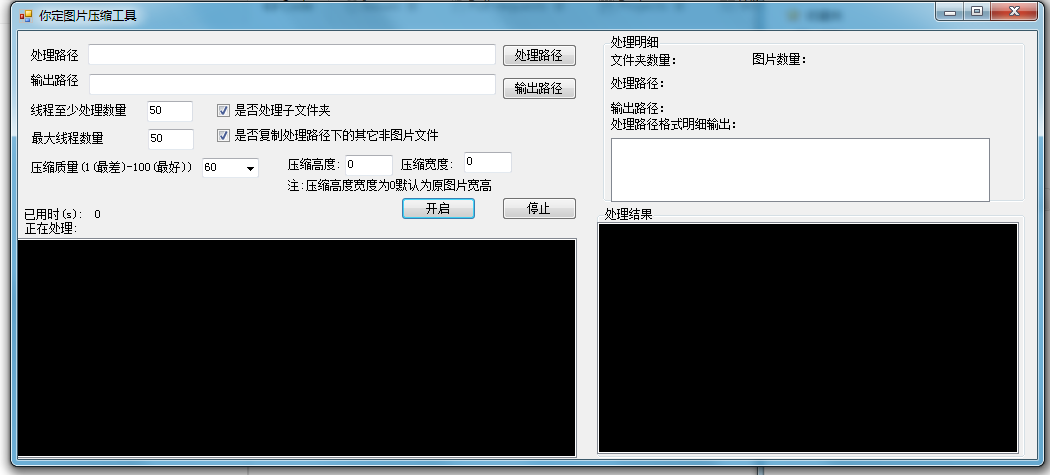 你定图片压缩工具
处理路径
处理路径
输出路径
输出路径
线程至少处理数量 50
是否处理子文件夹
最大线程数量 50
是否复制处理路径下的其它非图片文件
压缩质量(1(最差)-100(最好)) 60
压缩高度: 0 压缩宽度: 0
注:压缩高度宽度为0默认为原图片宽高
开启 停止
已用时(s): 0
正在处理:
处理明细
文件夹数量: 图片数量:
处理路径:
输出路径:
处理路径格式明细输出:
处理结果